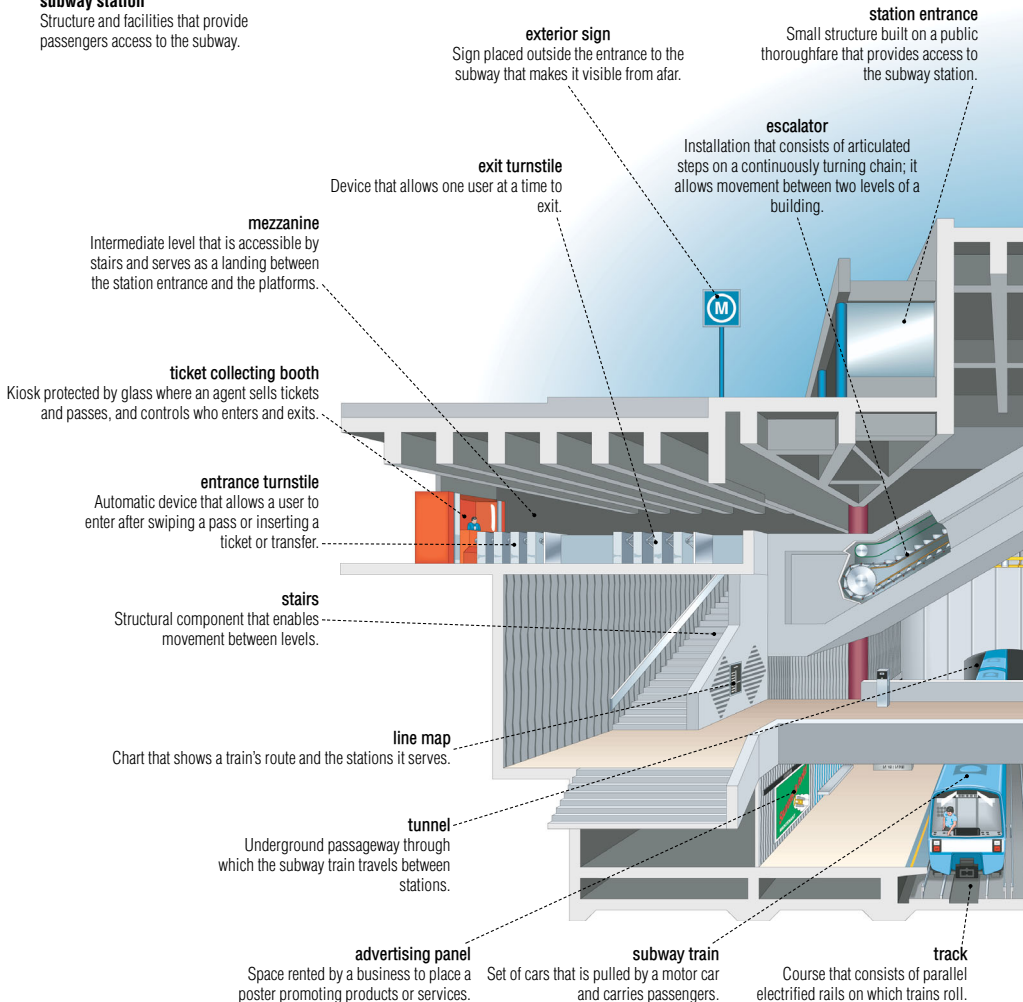 subway station
Structure and facilities that provide
passengers access to the subway.
exterior sign
Sign placed outside the entrance to the
subway that makes it visible from afar.
station entrance
Small structure built on a public
thoroughfare that provides access to
the subway station.
escalator
Installation that consists of articulated
steps on a continuously turning chain; it
allows movement between two levels of a
building.
exit turnstile
Device that allows one user at a time to
exit.
mezzanine
Intermediate level that is accessible by
stairs and serves as a landing between
the station entrance and the platforms.
M
ticket collecting booth
Kiosk protected by glass where an agent sells tickets
and passes, and controls who enters and exits.
entrance turnstile
Automatic device that allows a user to
enter after swiping a pass or inserting a
ticket or transfer.
stairs
Structural component that enables
movement between levels.
line map
Chart that shows a train's route and the stations it serves.
tunnel
Underground passageway through
which the subway train travels between
stations.
advertising panel
Space rented by a business to place a
poster promoting products or services.
subway train
Set of cars that is pulled by a motor car
and carries passengers.
track
Course that consists of parallel
electrified rails on which trains roll.